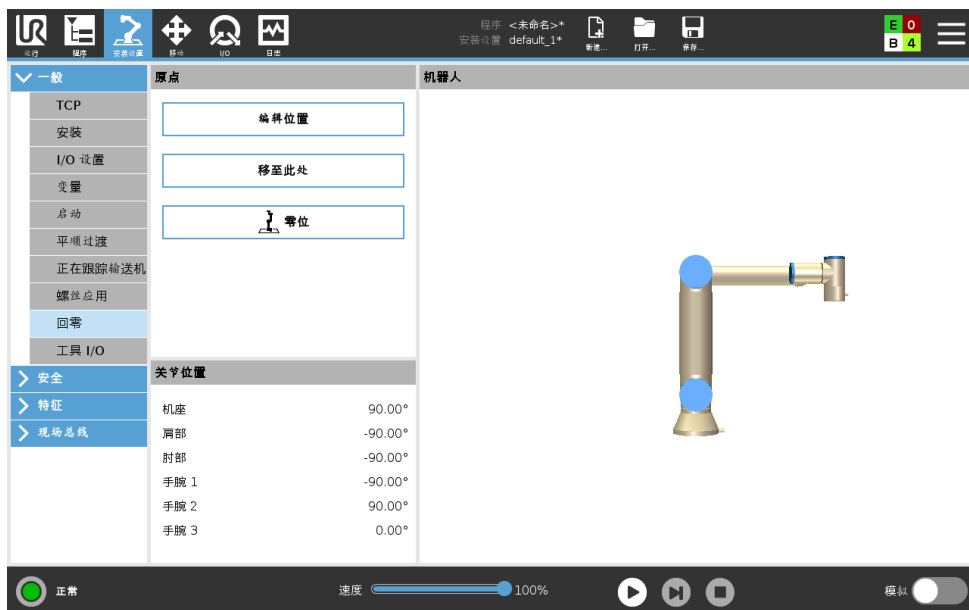 UR
运行 程序 安装设置 移动 I/O 日志
程序 <未命名>*
安装设置 default_1*
新建... 打开... 保存...
E 0
B 4
一般
TCP
安装
I/O 设置
变量
启动
平顺过渡
正在跟踪输送机
螺丝应用
回零
工具 I/O
安全
特征
现场总线
原点
编辑位置
移至此处
零位
关节位置
机座 90.00°
肩部 -90.00°
肘部 -90.00°
手腕 1 -90.00°
手腕 2 90.00°
手腕 3 0.00°
机器人
正常
速度 100%
模拟